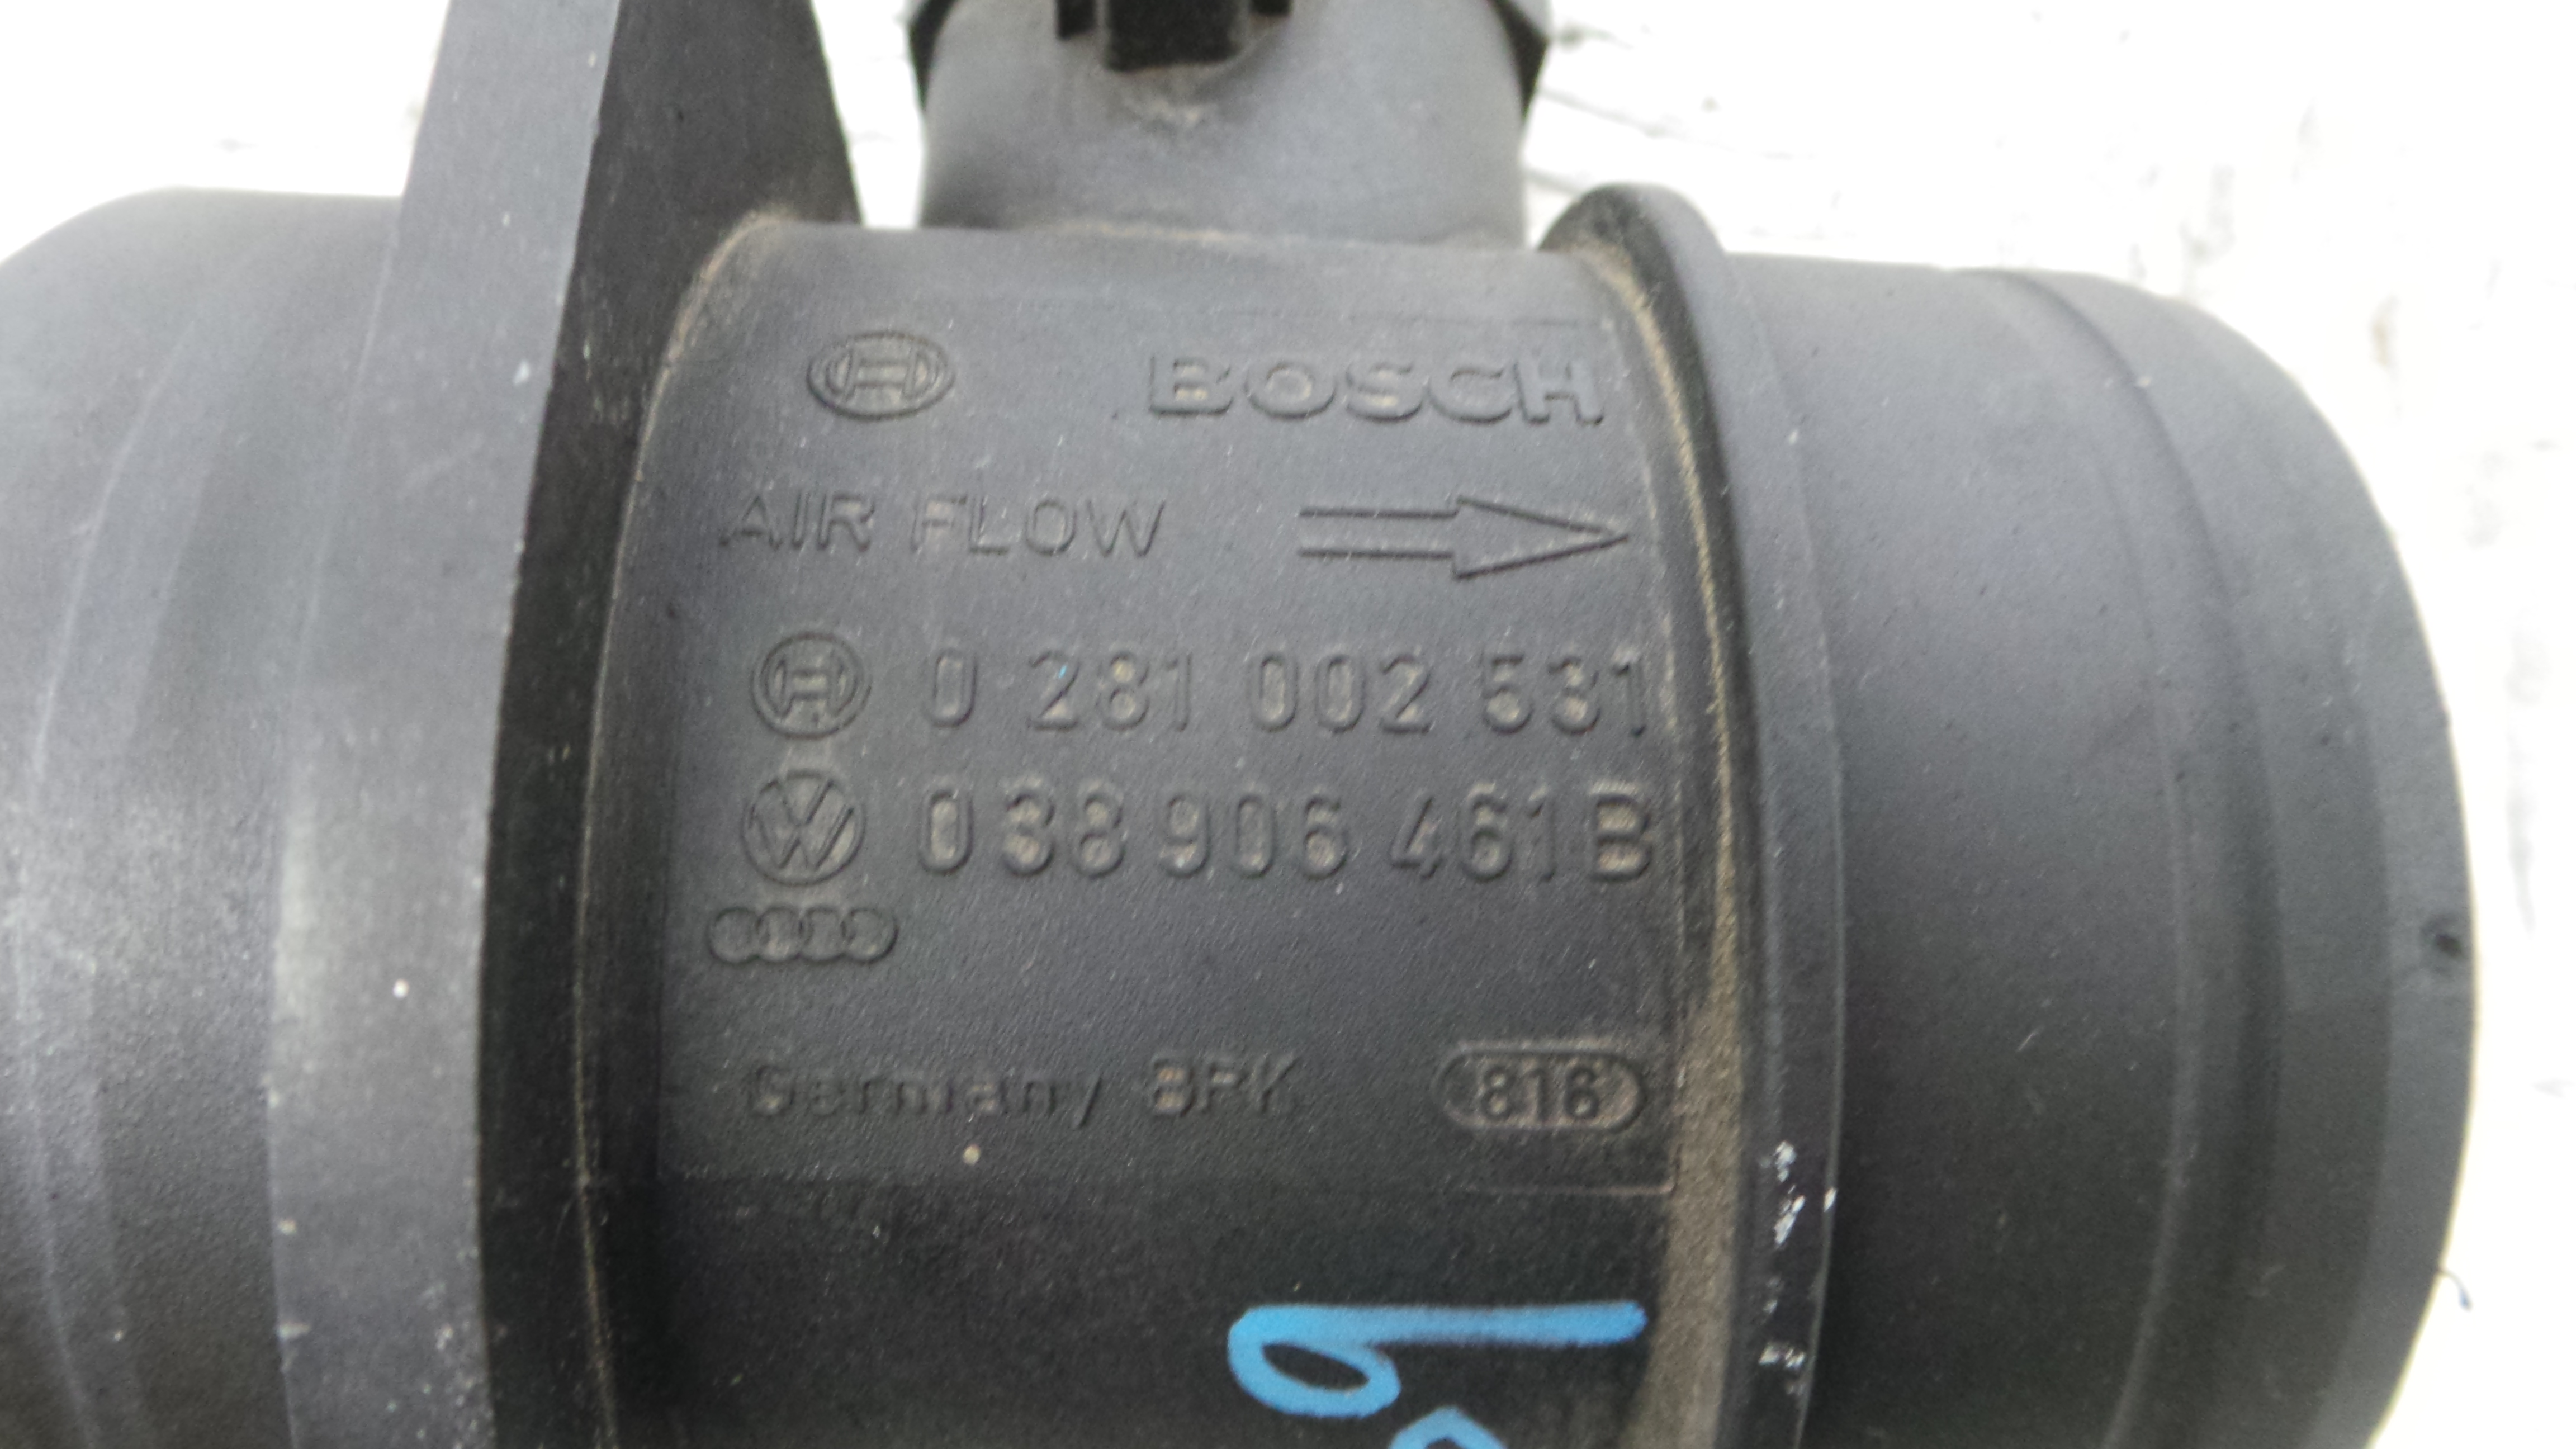 BOSCH
AIR FLOW
0 281 002 531
038 906 461 B
Germany BPK
816